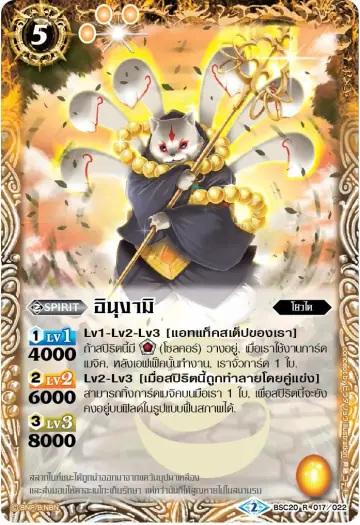 5
SPIRIT อินุงามิ โยวโด
1 LV1 4000
2 LV2 6000
3 LV3 8000
Lv1-Lv2-Lv3 [แอทแท็คสเต็ปของเรา]
ถ้าสปิริตนี้มี (โซลคอร์) วางอยู่, เมื่อเราใช้งานการ์ด
เมจิค, หลังเอฟเฟ็คนั้นทำงาน, เราจั่วการ์ด 1 ใบ.
Lv2-Lv3 [เมื่อสปิริตนี้ถูกทำลายโดยคู่แข่ง]
สามารถทิ้งการ์ดเมจิคบนมือเรา 1 ใบ, เพื่อสปิริตนี้จะยัง
คงอยู่บนฟิลด์ในรูปแบบฟื้นสภาพได้.
©BNP/B,NBN
2 BSC20 R 017/022